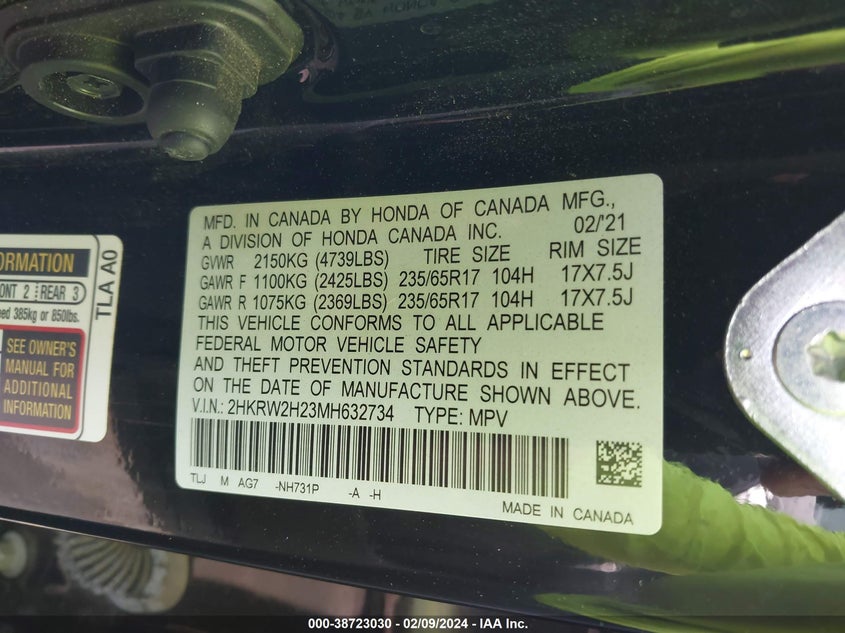 MFD. IN CANADA BY HONDA OF CANADA MFG.,
A DIVISION OF HONDA CANADA INC. 02/'21
GVWR 2150KG (4739LBS) TIRE SIZE RIM SIZE
GAWR F 1100KG (2425LBS) 235/65R17 104H 17X7.5J
GAWR R 1075KG (2369LBS) 235/65R17 104H 17X7.5J
THIS VEHICLE CONFORMS TO ALL APPLICABLE
FEDERAL MOTOR VEHICLE SAFETY
AND THEFT PREVENTION STANDARDS IN EFFECT
ON THE DATE OF MANUFACTURE SHOWN ABOVE.
V.I.N.: 2HKRW2H23MH632734 TYPE: MPV
TLJ M AG7 -NH731P -A -H
MADE IN CANADA
ORMATION
ONT 2 REAR 3
eed 385kg or 850lbs.
SEE OWNER'S
MANUAL FOR
ADDITIONAL
INFORMATION
TLA A0
000-38723030 - 02/09/2024 - IAA Inc.